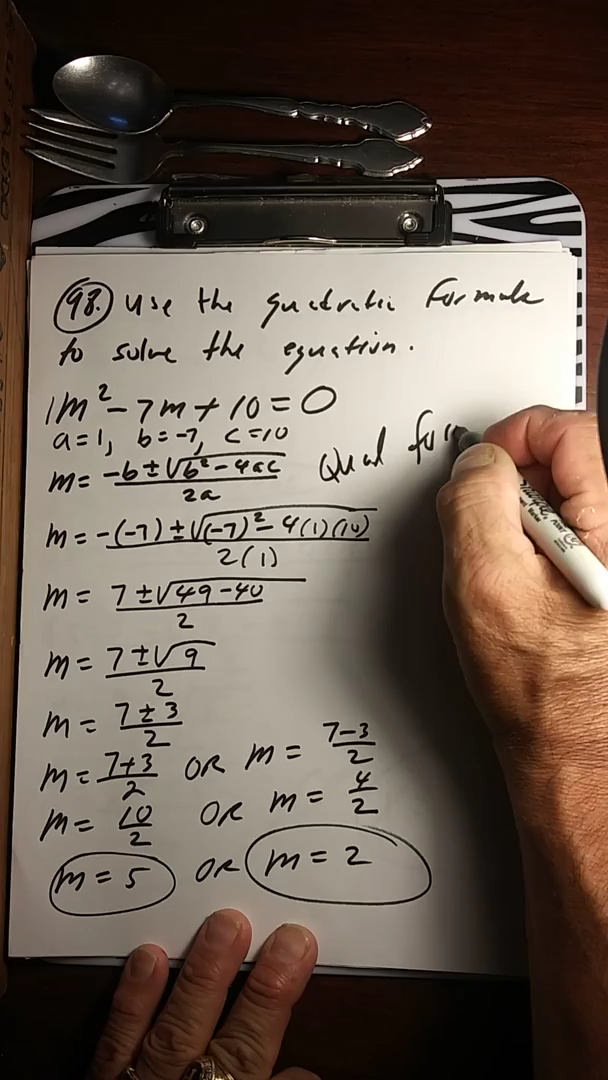 98. Use the quadratic formula
to solve the equation.
1m² - 7m + 10 = 0
a=1, b=-7, c=10
m = -b ± √b² - 4ac / 2a Quad for
m = -(-7) ± √(-7)² - 4(1)(10) / 2(1)
m = 7 ± √49 - 40 / 2
m = 7 ± √9 / 2
m = 7 ± 3 / 2
m = 7+3 / 2 OR m = 7-3 / 2
m = 10 / 2 OR m = 4 / 2
m = 5 OR m = 2